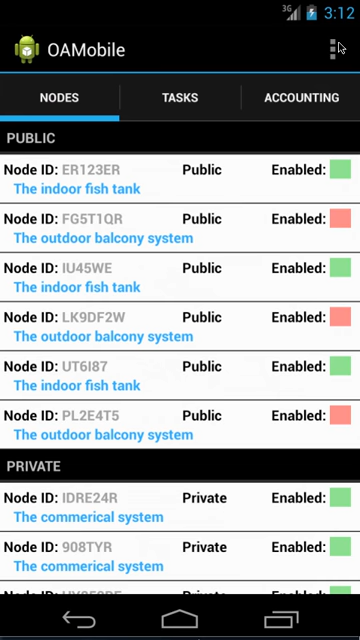 3G 3:12
OAMobile
NODES TASKS ACCOUNTING
PUBLIC
Node ID: ER123ER Public Enabled:
The indoor fish tank
Node ID: FG5T1QR Public Enabled:
The outdoor balcony system
Node ID: IU45WE Public Enabled:
The indoor fish tank
Node ID: LK9DF2W Public Enabled:
The outdoor balcony system
Node ID: UT6I87 Public Enabled:
The indoor fish tank
Node ID: PL2E4T5 Public Enabled:
The outdoor balcony system
PRIVATE
Node ID: IDRE24R Private Enabled:
The commerical system
Node ID: 908TYR Private Enabled:
The commerical system